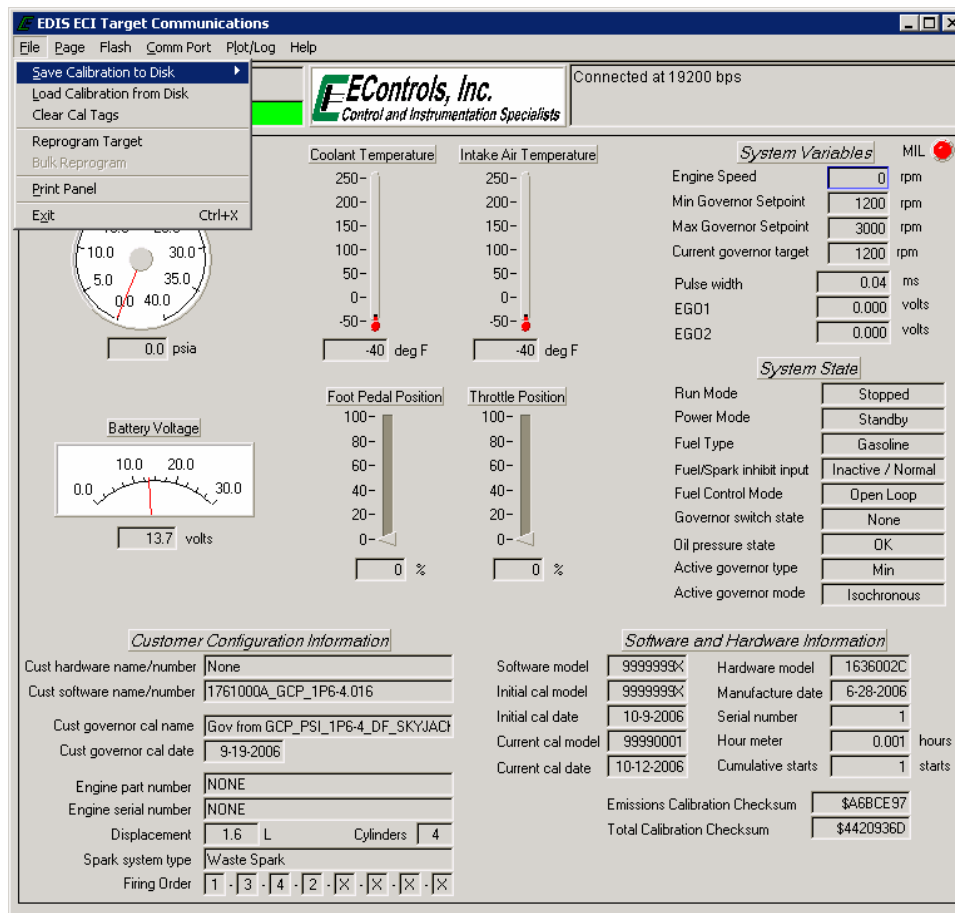 EDIS ECI Target Communications
File Page Flash Comm Port Plot/Log Help
Save Calibration to Disk
Load Calibration from Disk
Clear Cal Tags
Reprogram Target
Bulk Reprogram
Print Panel
Exit Ctrl+X
EControls, Inc.
Control and Instrumentation Specialists
Connected at 19200 bps
10.0 30.0
5.0 35.0
0.0 40.0
0.0 psia
Battery Voltage
0.0 10.0 20.0 30.0
13.7 volts
Coolant Temperature
250
200
150
100
50
0
-50
-40 deg F
Intake Air Temperature
250
200
150
100
50
0
-50
-40 deg F
Foot Pedal Position
100
80
60
40
20
0
0 %
Throttle Position
100
80
60
40
20
0
0 %
System Variables MIL
Engine Speed 0 rpm
Min Governor Setpoint 1200 rpm
Max Governor Setpoint 3000 rpm
Current governor target 1200 rpm
Pulse width 0.04 ms
EGO1 0.000 volts
EGO2 0.000 volts
System State
Run Mode Stopped
Power Mode Standby
Fuel Type Gasoline
Fuel/Spark inhibit input Inactive / Normal
Fuel Control Mode Open Loop
Governor switch state None
Oil pressure state OK
Active governor type Min
Active governor mode Isochronous
Customer Configuration Information
Cust hardware name/number None
Cust software name/number 1761000A_GCP_1P6-4.016
Cust governor cal name Gov from GCP_PSI_1P6-4_DF_SKYJACK
Cust governor cal date 9-19-2006
Engine part number NONE
Engine serial number NONE
Displacement 1.6 L Cylinders 4
Spark system type Waste Spark
Firing Order 1 - 3 - 4 - 2 - X - X - X - X
Software and Hardware Information
Software model 9999999X Hardware model 1636002C
Initial cal model 9999999X Manufacture date 6-28-2006
Initial cal date 10-9-2006 Serial number 1
Current cal model 99990001 Hour meter 0.001 hours
Current cal date 10-12-2006 Cumulative starts 1 starts
Emissions Calibration Checksum $A6BCE97
Total Calibration Checksum $4420936D